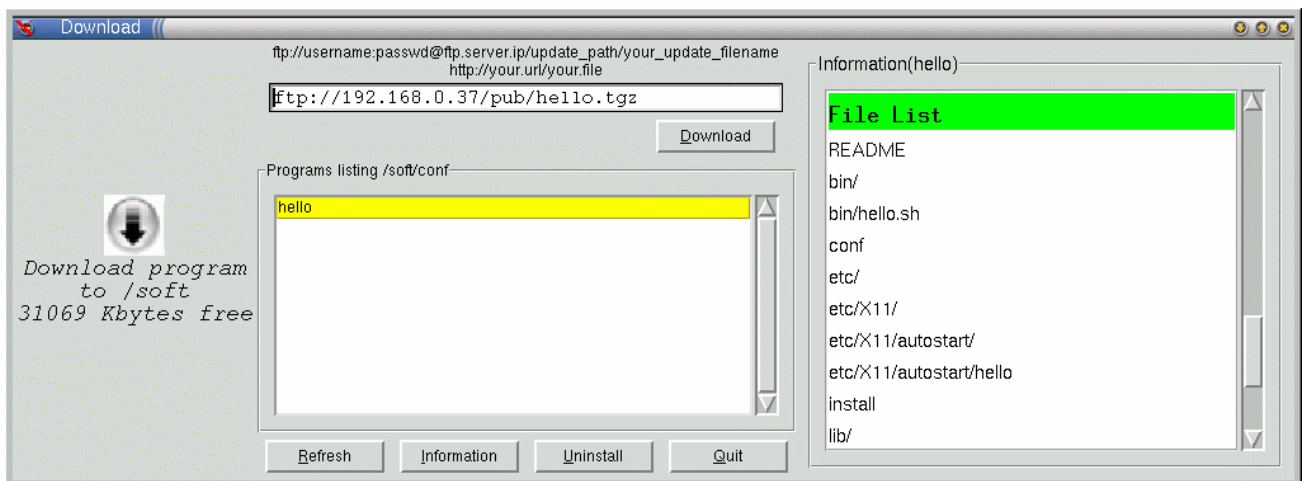 Download
ftp://username:passwd@ftp.server.ip/update_path/your_update_filename
http://your.url/your.file
ftp://192.168.0.37/pub/hello.tgz
Download
Download program
to /soft
31069 Kbytes free
Programs listing /soft/conf
hello
Refresh
Information
Uninstall
Quit
Information(hello)
File List
README
bin/
bin/hello.sh
conf
etc/
etc/X11/
etc/X11/autostart/
etc/X11/autostart/hello
install
lib/